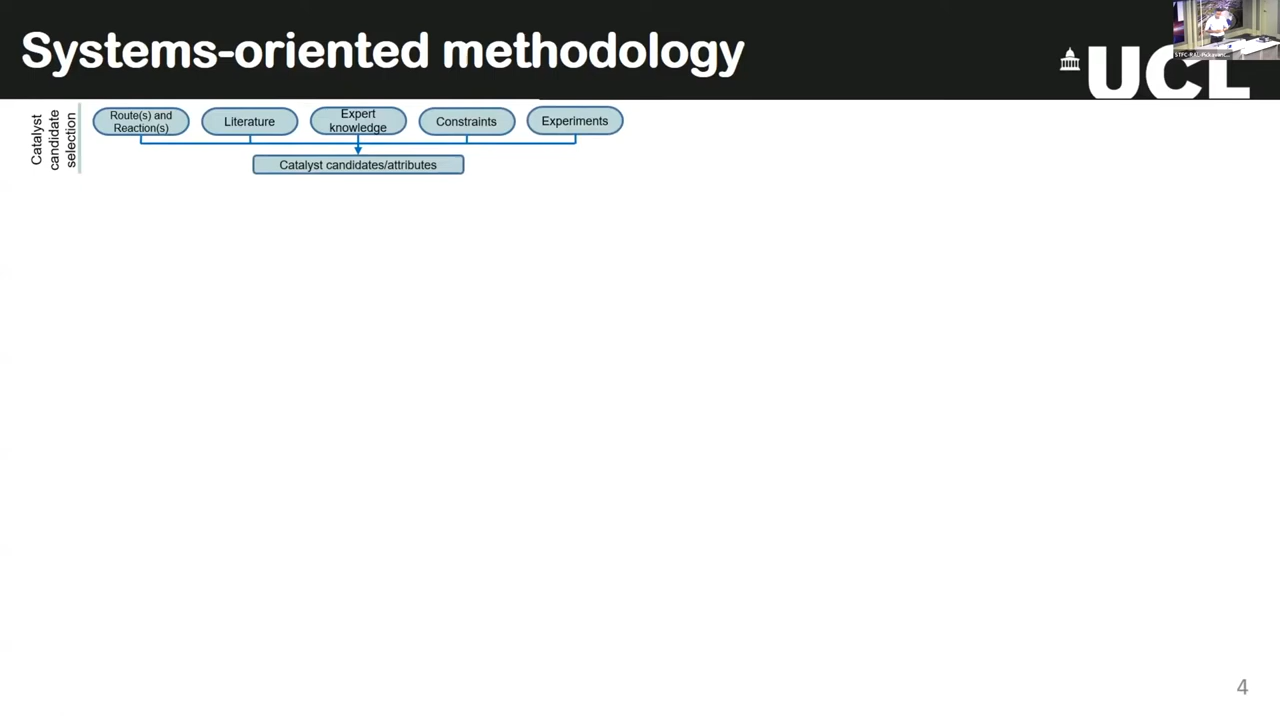 Systems-oriented methodology
UCL
Catalyst
candidate
selection
Route(s) and
Reaction(s)
Literature
Expert
knowledge
Constraints
Experiments
Catalyst candidates/attributes
4